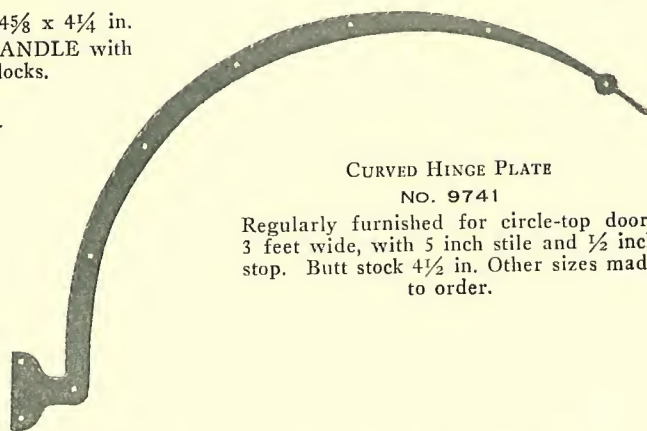 4⅝ x 4¼ in.
ANDLE with
locks.
CURVED HINGE PLATE
NO. 9741
Regularly furnished for circle-top door
3 feet wide, with 5 inch stile and ½ inc
stop. Butt stock 4½ in. Other sizes mad
to order.